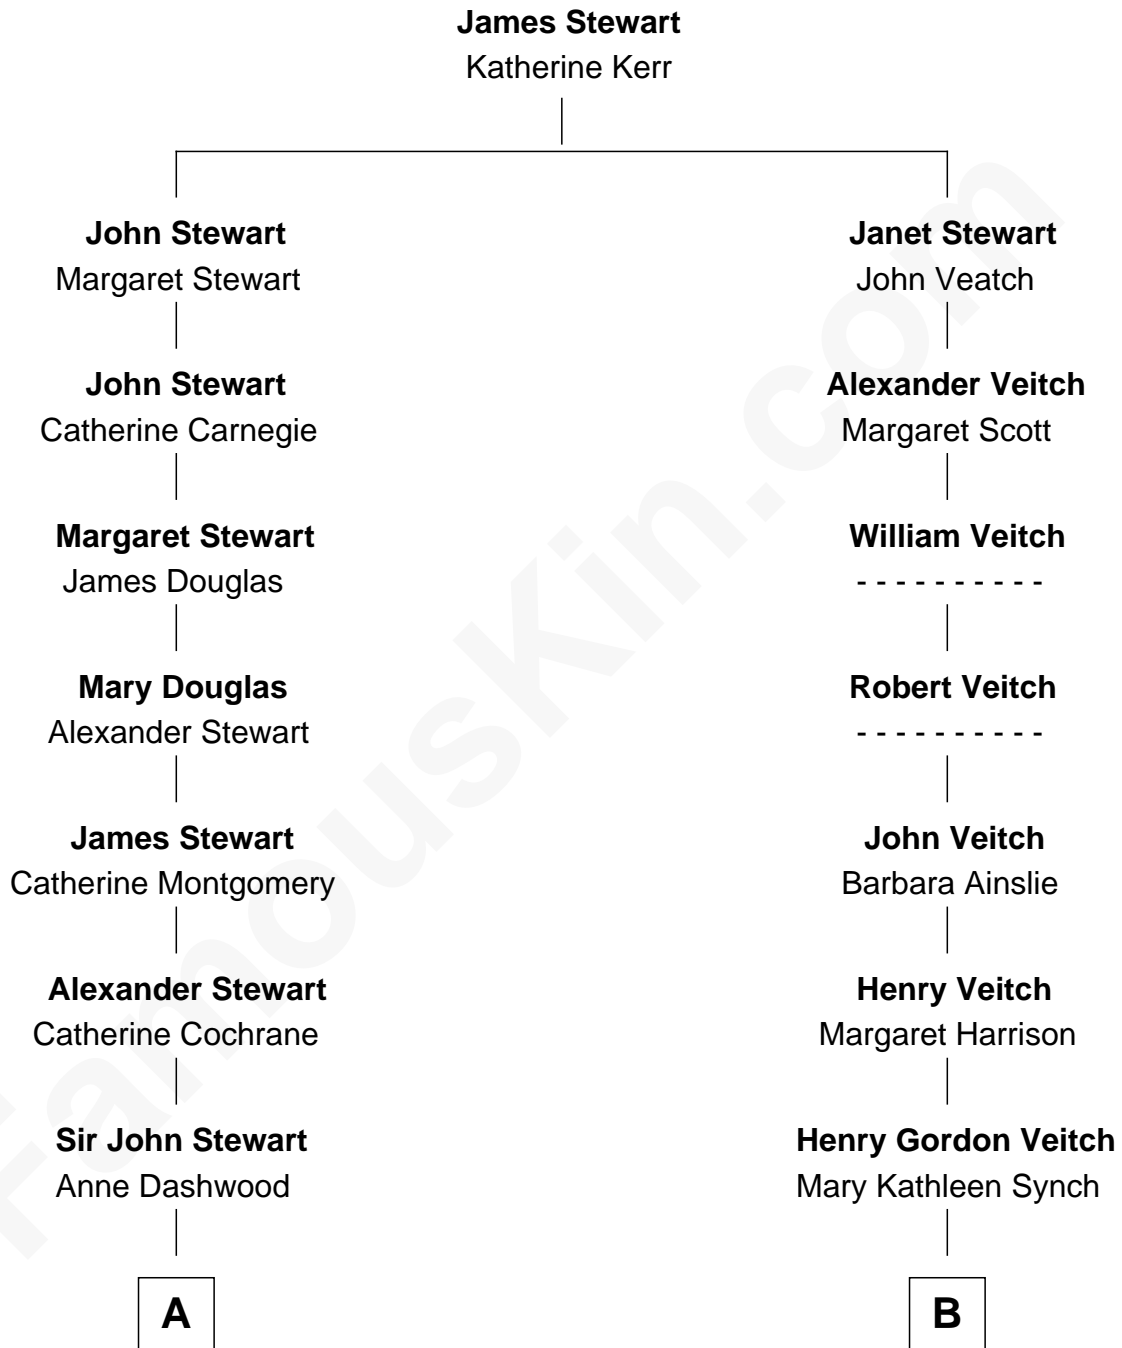 James Stewart
Katherine Kerr
John Stewart
Margaret Stewart
Janet Stewart
John Veatch
John Stewart
Catherine Carnegie
Alexander Veitch
Margaret Scott
Margaret Stewart
James Douglas
William Veitch
- - - - - - - - - -
Mary Douglas
Alexander Stewart
Robert Veitch
- - - - - - - - - -
James Stewart
Catherine Montgomery
John Veitch
Barbara Ainslie
Alexander Stewart
Catherine Cochrane
Henry Veitch
Margaret Harrison
Sir John Stewart
Anne Dashwood
Henry Gordon Veitch
Mary Kathleen Synch
A
B
FamousKin.com